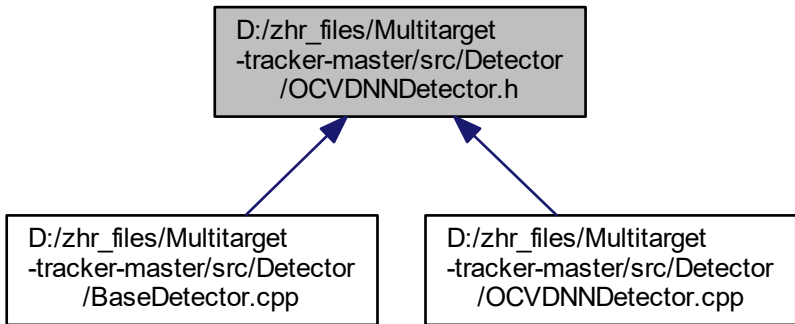 D:/zhr_files/Multitarget
-tracker-master/src/Detector
/OCVDNNDetector.h
D:/zhr_files/Multitarget
-tracker-master/src/Detector
/BaseDetector.cpp
D:/zhr_files/Multitarget
-tracker-master/src/Detector
/OCVDNNDetector.cpp